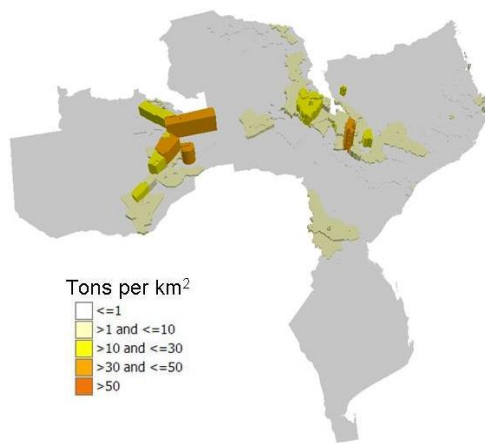 Tons per km²
<=1
>1 and <=10
>10 and <=30
>30 and <=50
>50